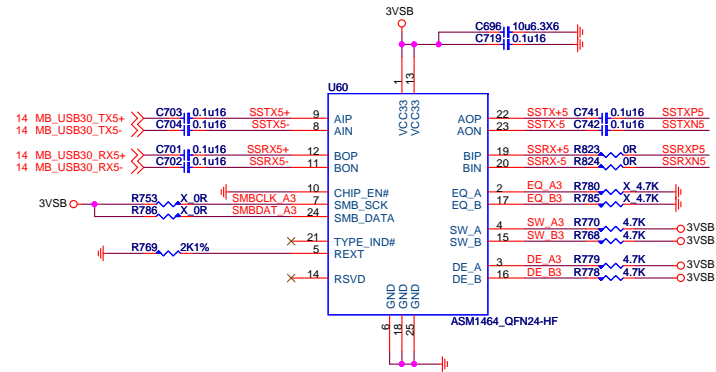 3VSB
C696 10u6.3X6
C719 0.1u16
U60
1
13
VCC33
VCC33
14 MB_USB30_TX5+ C703 0.1u16 SSTX5+ 9 AIP AOP 22 SSTX+5 C741 0.1u16 SSTXP5
14 MB_USB30_TX5- C704 0.1u16 SSTX5- 8 AIN AON 23 SSTX-5 C742 0.1u16 SSTXN5
14 MB_USB30_RX5+ C701 0.1u16 SSRX5+ 12 BOP BIP 19 SSRX+5 R823 0R SSRXP5
14 MB_USB30_RX5- C702 0.1u16 SSRX5- 11 BON BIN 20 SSRX-5 R824 0R SSRXN5
10 CHIP_EN# EQ_A 2 EQ_A3 R780 X_4.7K
3VSB R753 X_0R SMBCLK_A3 7 SMB_SCK EQ_B 17 EQ_B3 R785 X_4.7K
R786 X_0R SMBDAT_A3 24 SMB_DATA
SW_A 4 SW_A3 R770 4.7K 3VSB
21 TYPE_IND# SW_B 15 SW_B3 R768 4.7K 3VSB
R769 2K1% 5 REXT
DE_A 3 DE_A3 R779 4.7K 3VSB
14 RSVD DE_B 16 DE_B3 R778 4.7K 3VSB
GND
GND
GND
6
18
25
ASM1464_QFN24-HF